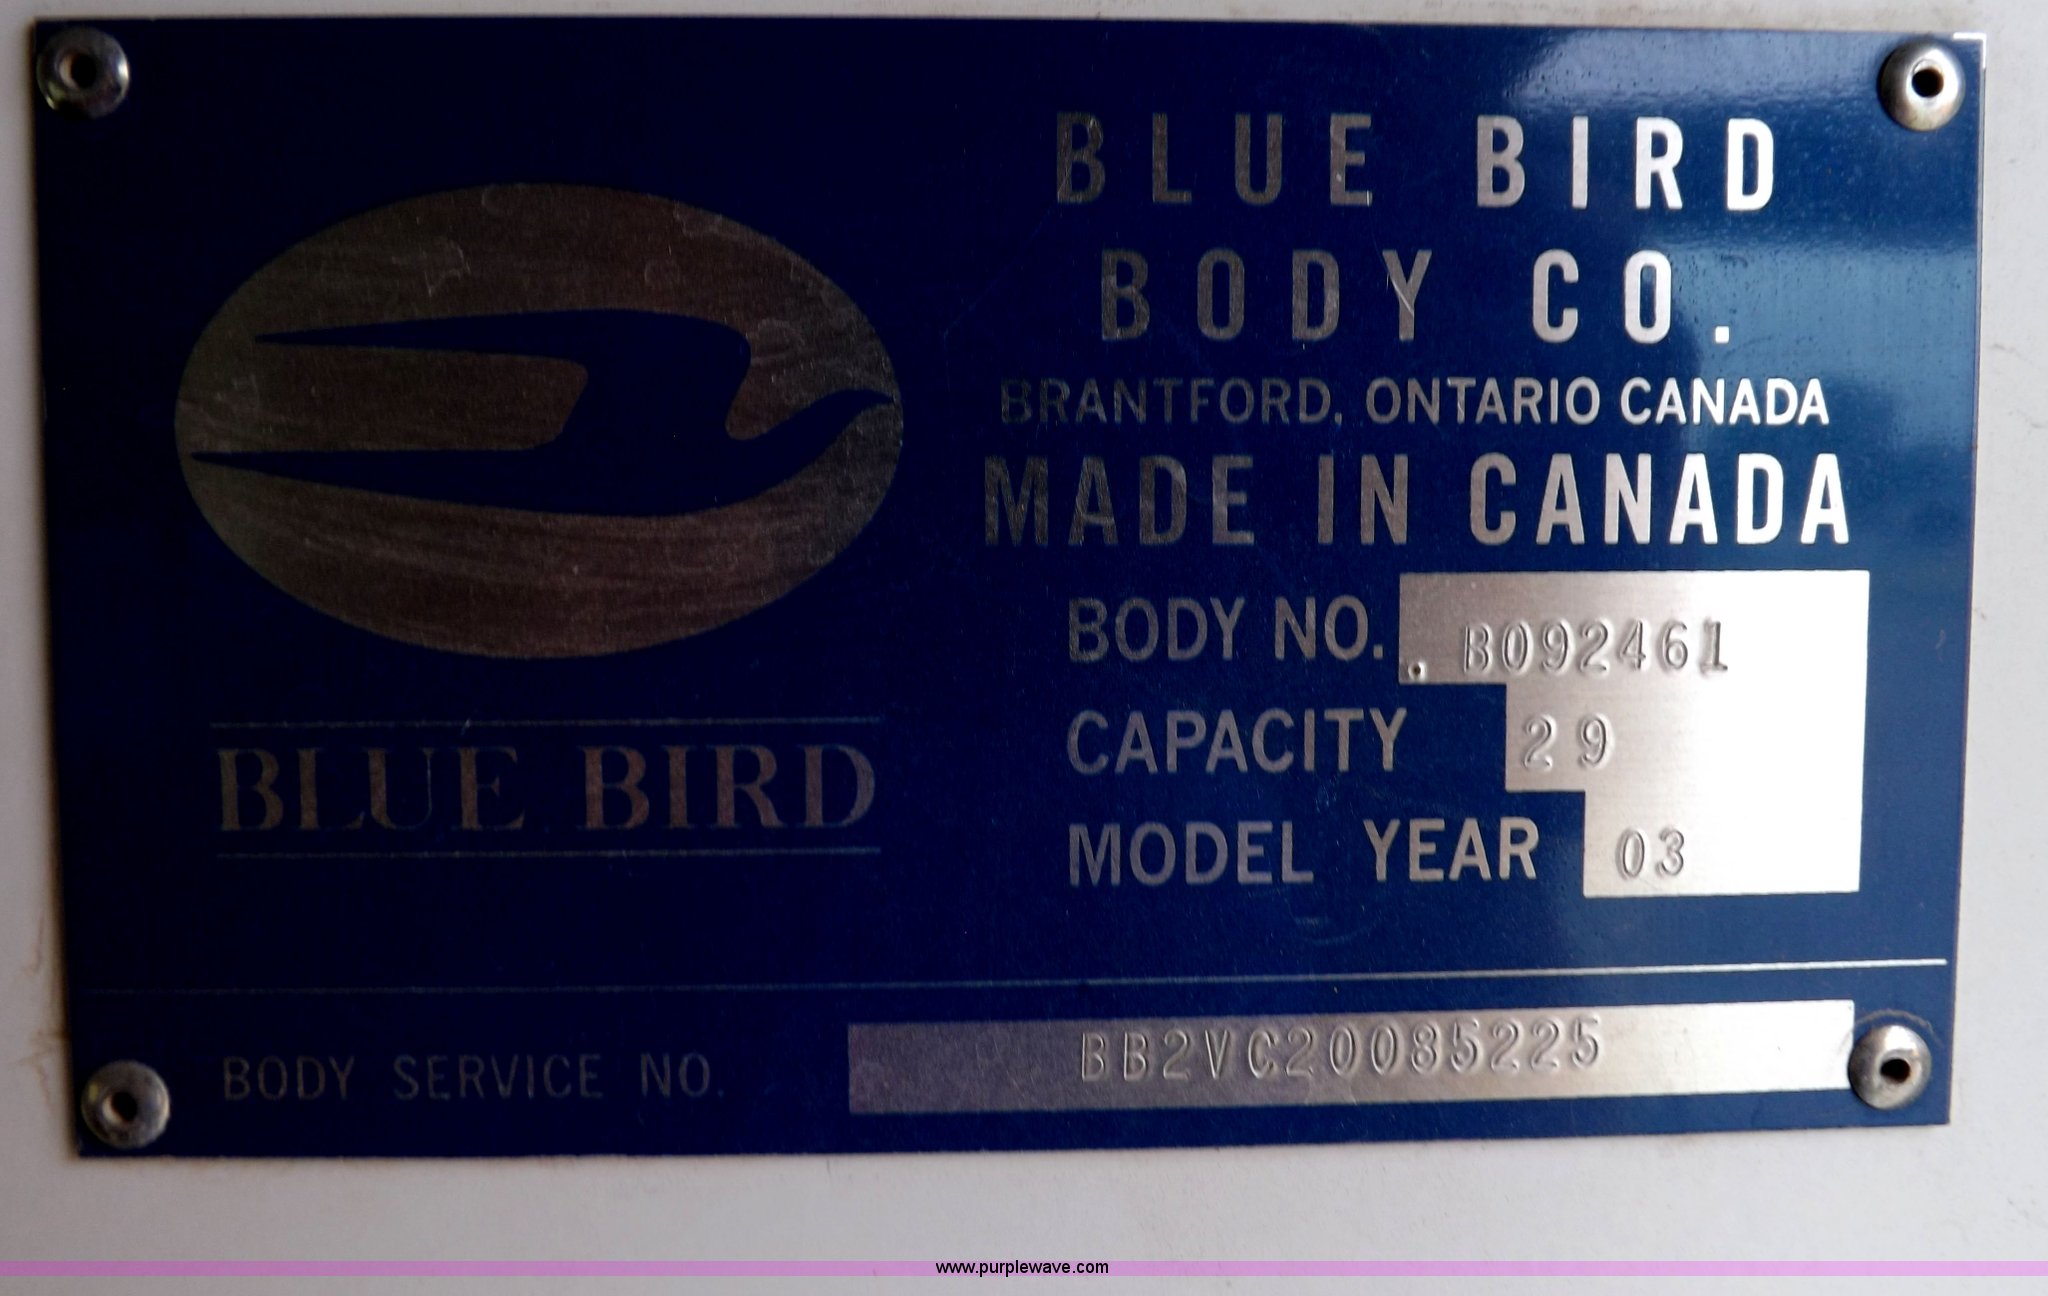 BLUE BIRD
BLUE BIRD
BODY CO.
BRANTFORD, ONTARIO CANADA
MADE IN CANADA
BODY NO. B092461
CAPACITY 29
MODEL YEAR 03
BODY SERVICE NO. BB2VC20085225
www.purplewave.com